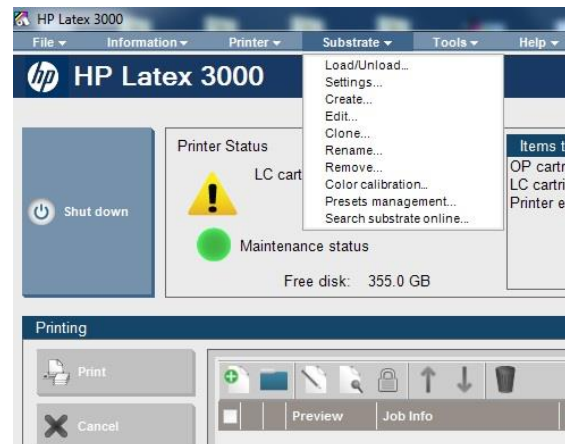 HP Latex 3000
File Information Printer Substrate Tools Help
hp HP Latex 3000
Load/Unload...
Settings...
Create...
Edit...
Clone...
Rename...
Remove...
Color calibration...
Presets management...
Search substrate online...
Shut down
Printer Status
LC cart
Maintenance status
Free disk: 355.0 GB
Items t
OP cartr
LC cartri
Printer e
Printing
Print
Cancel
Preview Job Info